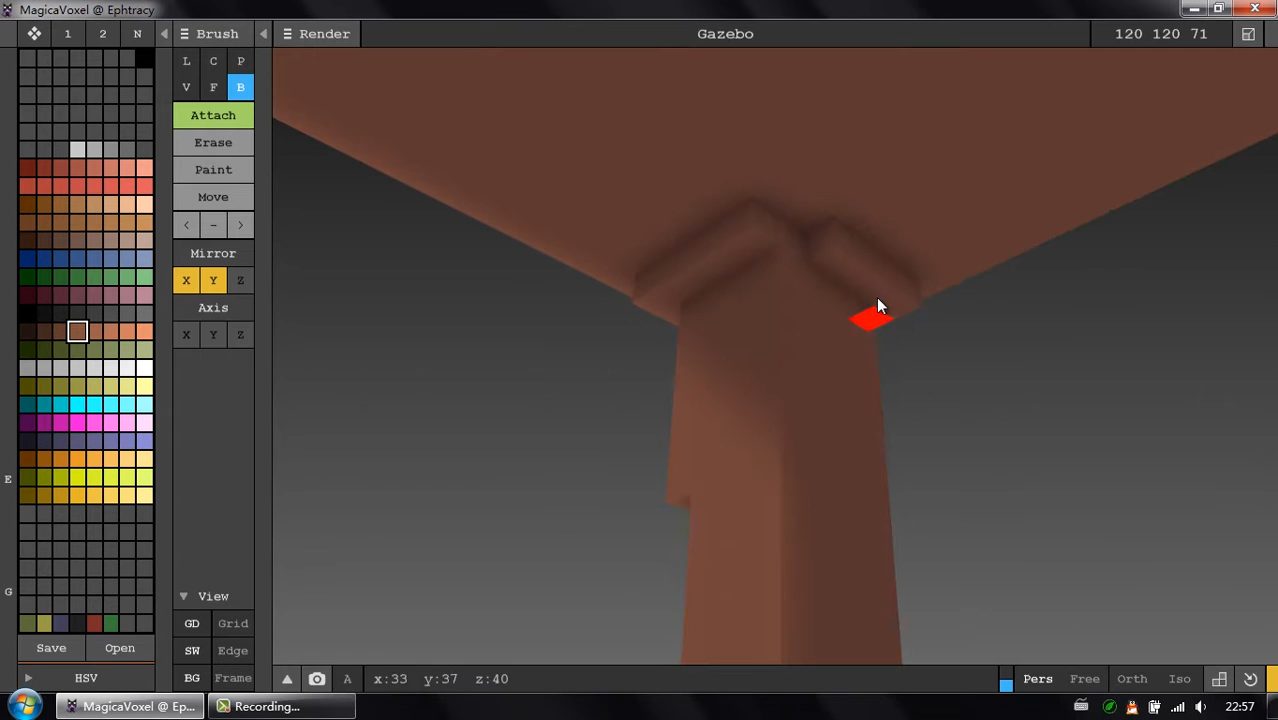 MagicaVoxel @ Ephtracy
1 2 N Brush Render Gazebo 120 120 71
L C P
V F B
Attach
Erase
Paint
Move
< - >
Mirror
X Y Z
Axis
X Y Z
E
G
View
GD Grid
SW Edge
BG Frame
Save Open
HSV
A x:33 y:37 z:40 Pers Free Orth Iso
MagicaVoxel @ Ep... Recording... 22:57